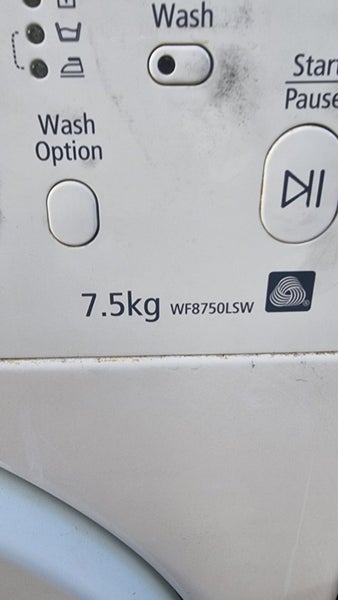 Wash
Start
Pause
Wash
Option
7.5kg WF8750LSW